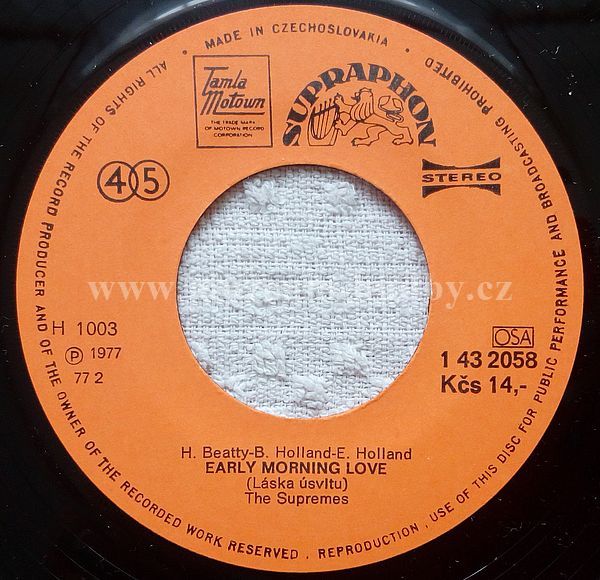 ALL RIGHTS OF THE RECORD PRODUCER AND OF THE OWNER OF THE RECORDED WORK RESERVED . REPRODUCTION . USE OF THIS DISC FOR PUBLIC PERFORMANCE AND BROADCASTING PROHIBITED
• MADE IN CZECHOSLOVAKIA •
Tamla
Motown
THE TRADE MARK
OF MOTOWN RECORD
CORPORATION
SUPRAPHON
45
STEREO
H 1003
Ⓟ 1977
77 2
OSA
1 43 2058
Kčs 14,-
H. Beatty-B. Holland-E. Holland
EARLY MORNING LOVE
(Láska úsvitu)
The Supremes